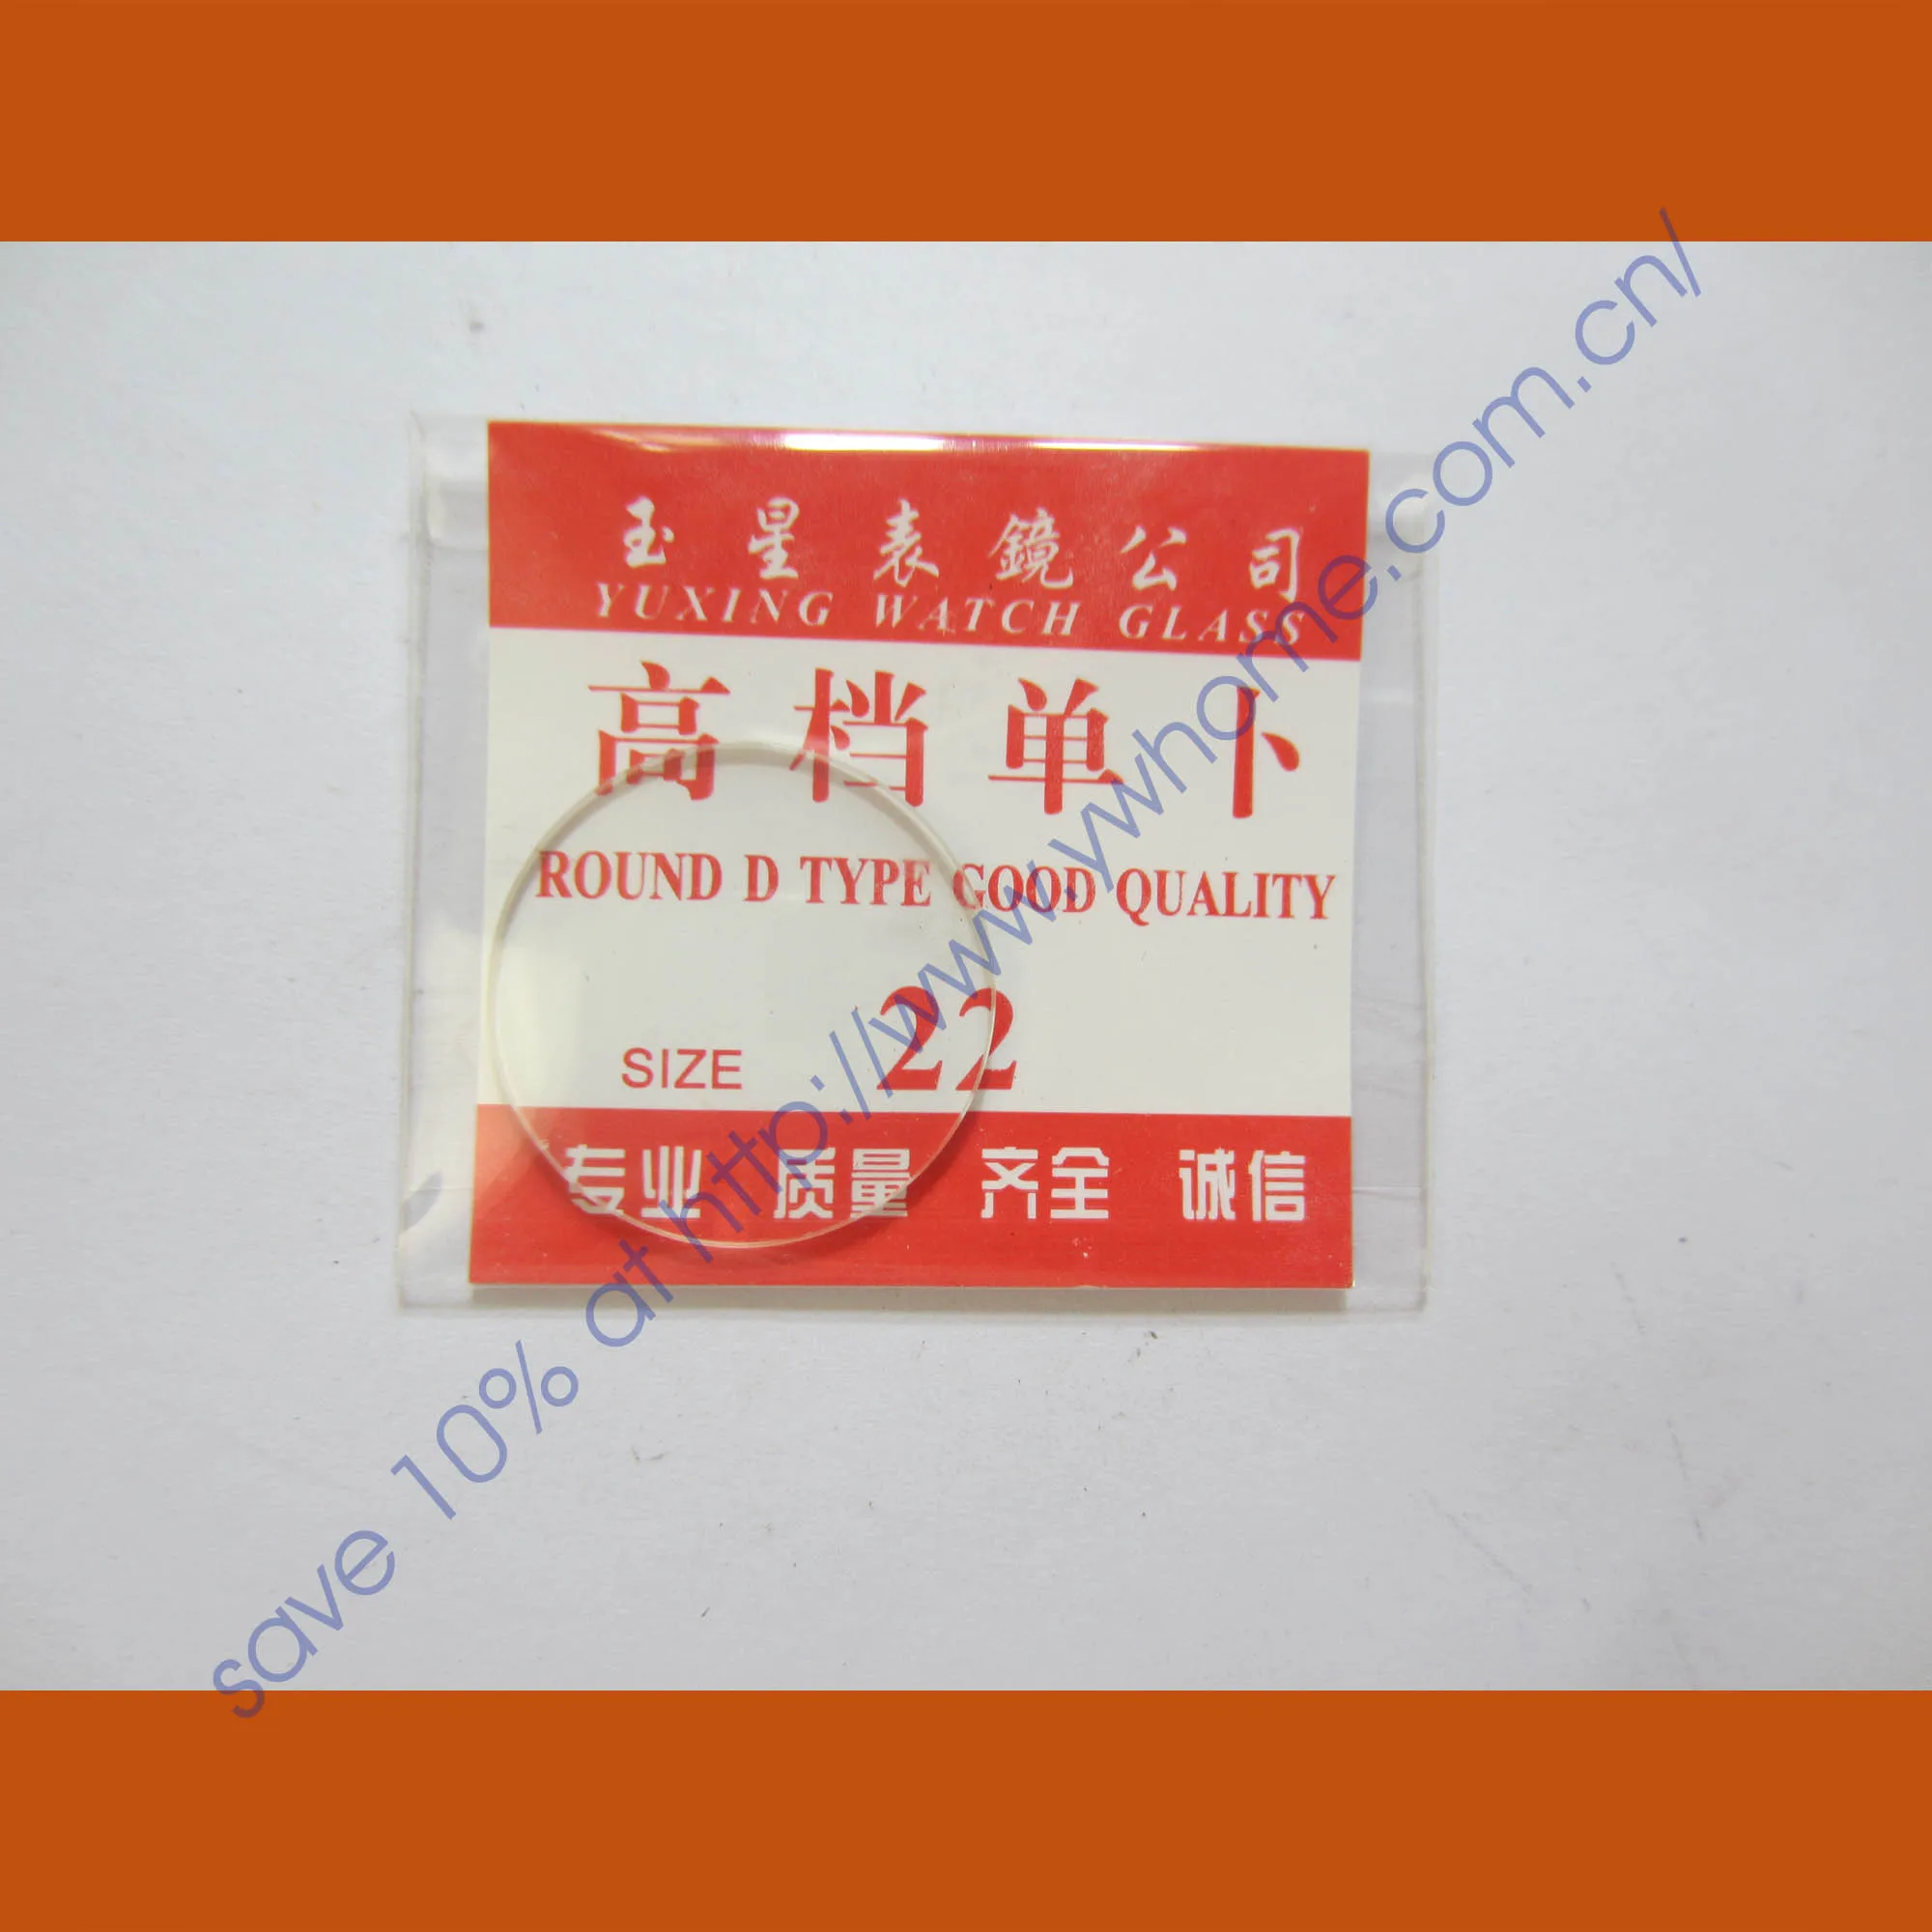 玉星表鏡公司
YUXING WATCH GLASS
高档单卜
ROUND D TYPE GOOD QUALITY
SIZE 22
专业 质量 齐全 诚信
save 10% at http://www.ywhome.com.cn/